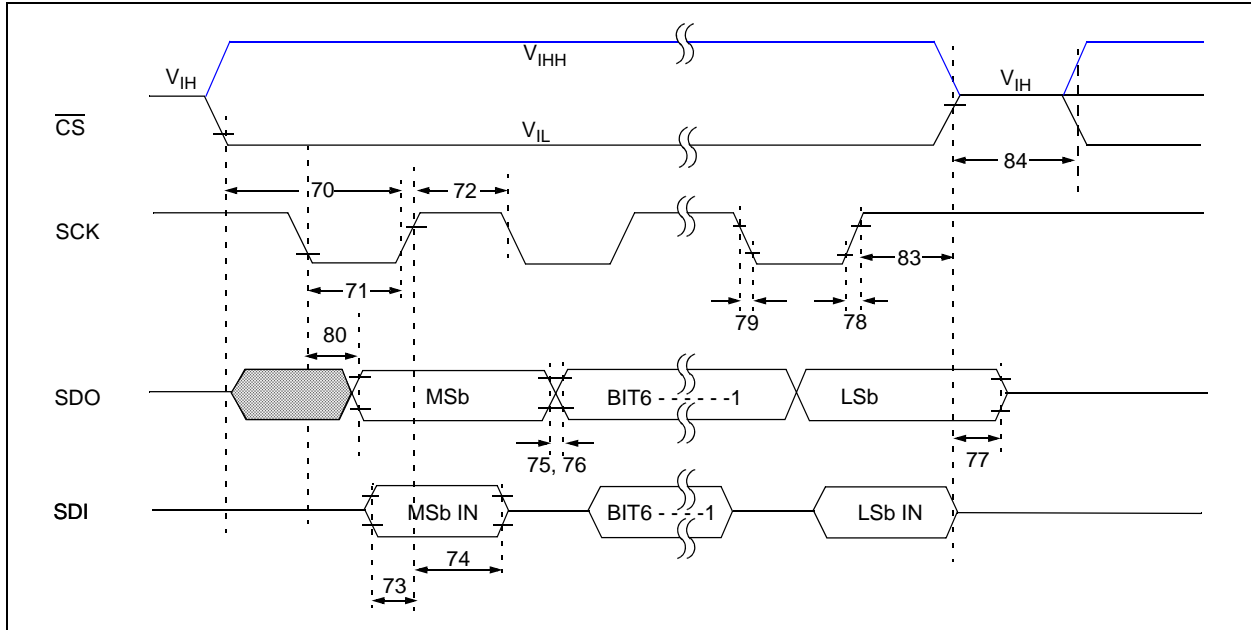 VIH
VIHH
VIH
CS
VIL
84
70
72
SCK
83
71
79
78
80
SDO
MSb
BIT6 - - - - - - -1
LSb
75, 76
77
SDI
MSb IN
BIT6 - - - - -1
LSb IN
74
73